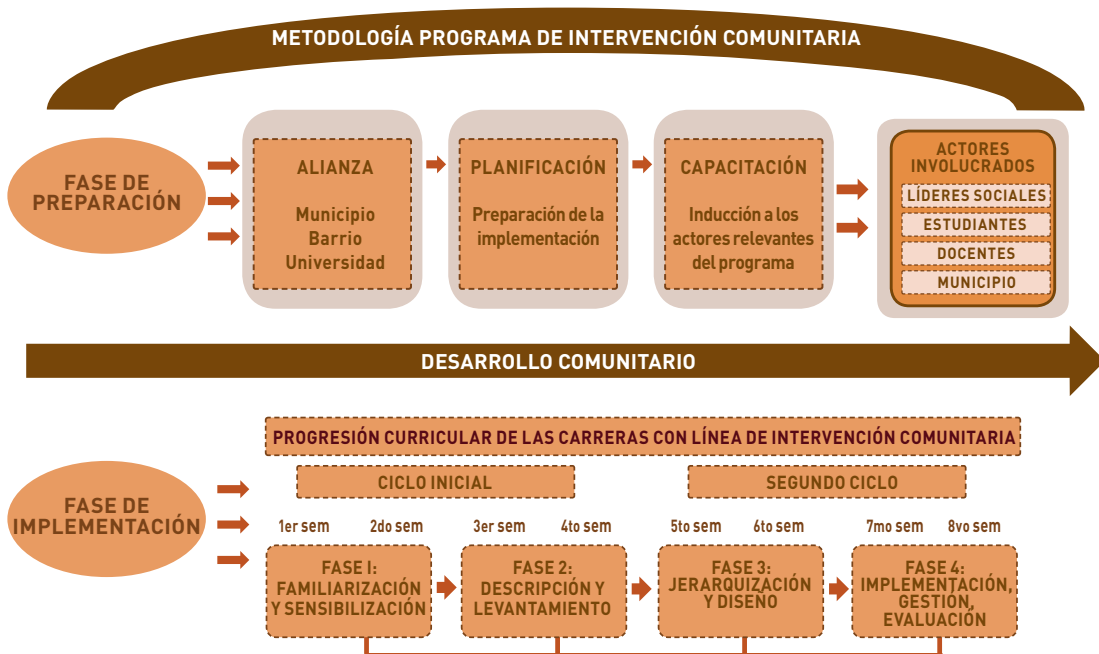 METODOLOGÍA PROGRAMA DE INTERVENCIÓN COMUNITARIA
FASE DE
PREPARACIÓN
ALIANZA
Municipio
Barrio
Universidad
PLANIFICACIÓN
Preparación de la
implementación
CAPACITACIÓN
Inducción a los
actores relevantes
del programa
ACTORES
INVOLUCRADOS
LÍDERES SOCIALES
ESTUDIANTES
DOCENTES
MUNICIPIO
DESARROLLO COMUNITARIO
PROGRESIÓN CURRICULAR DE LAS CARRERAS CON LÍNEA DE INTERVENCIÓN COMUNITARIA
CICLO INICIAL
SEGUNDO CICLO
FASE DE
IMPLEMENTACIÓN
1er sem
2do sem
3er sem
4to sem
5to sem
6to sem
7mo sem
8vo sem
FASE I:
FAMILIARIZACIÓN
Y SENSIBILIZACIÓN
FASE 2:
DESCRIPCIÓN Y
LEVANTAMIENTO
FASE 3:
JERARQUIZACIÓN
Y DISEÑO
FASE 4:
IMPLEMENTACIÓN,
GESTIÓN,
EVALUACIÓN